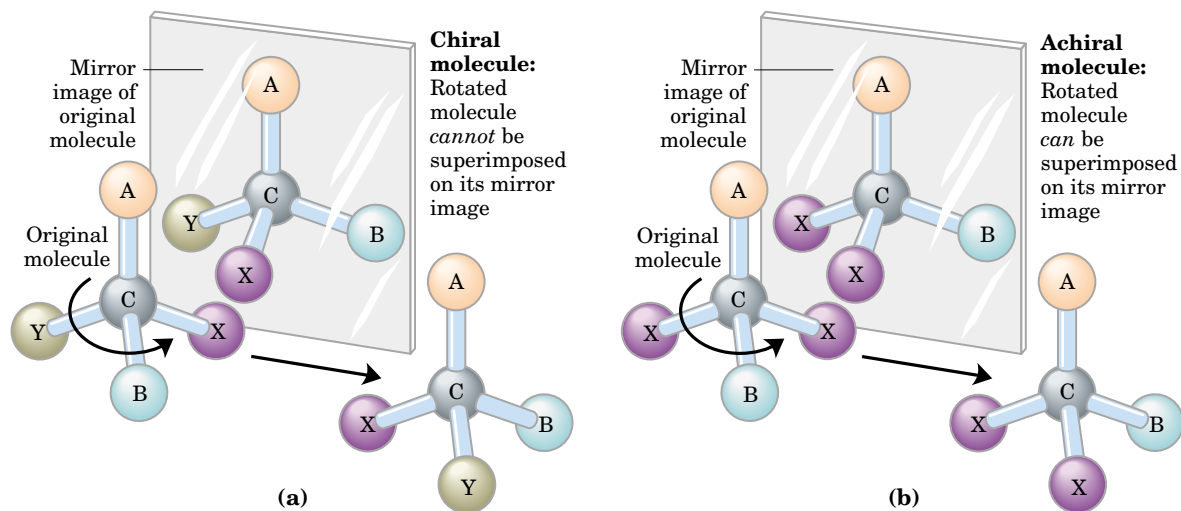 Mirror
image of
original
molecule
A
C
Y
X
B
Chiral
molecule:
Rotated
molecule
cannot be
superimposed
on its mirror
image
Original
molecule
A
C
Y
X
B
A
C
X
B
Y
(a)
Mirror
image of
original
molecule
A
C
X
X
B
Achiral
molecule:
Rotated
molecule
can be
superimposed
on its mirror
image
Original
molecule
A
C
X
X
B
A
C
X
B
X
(b)